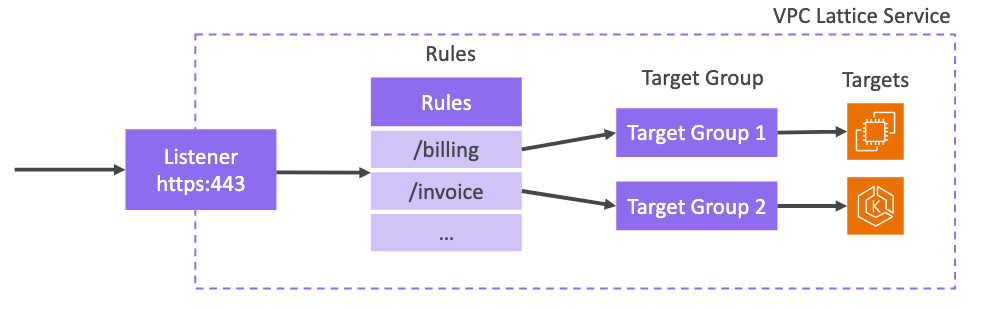 VPC Lattice Service
Rules
Target Group
Targets
Listener
https:443
Rules
/billing
/invoice
...
Target Group 1
Target Group 2
K